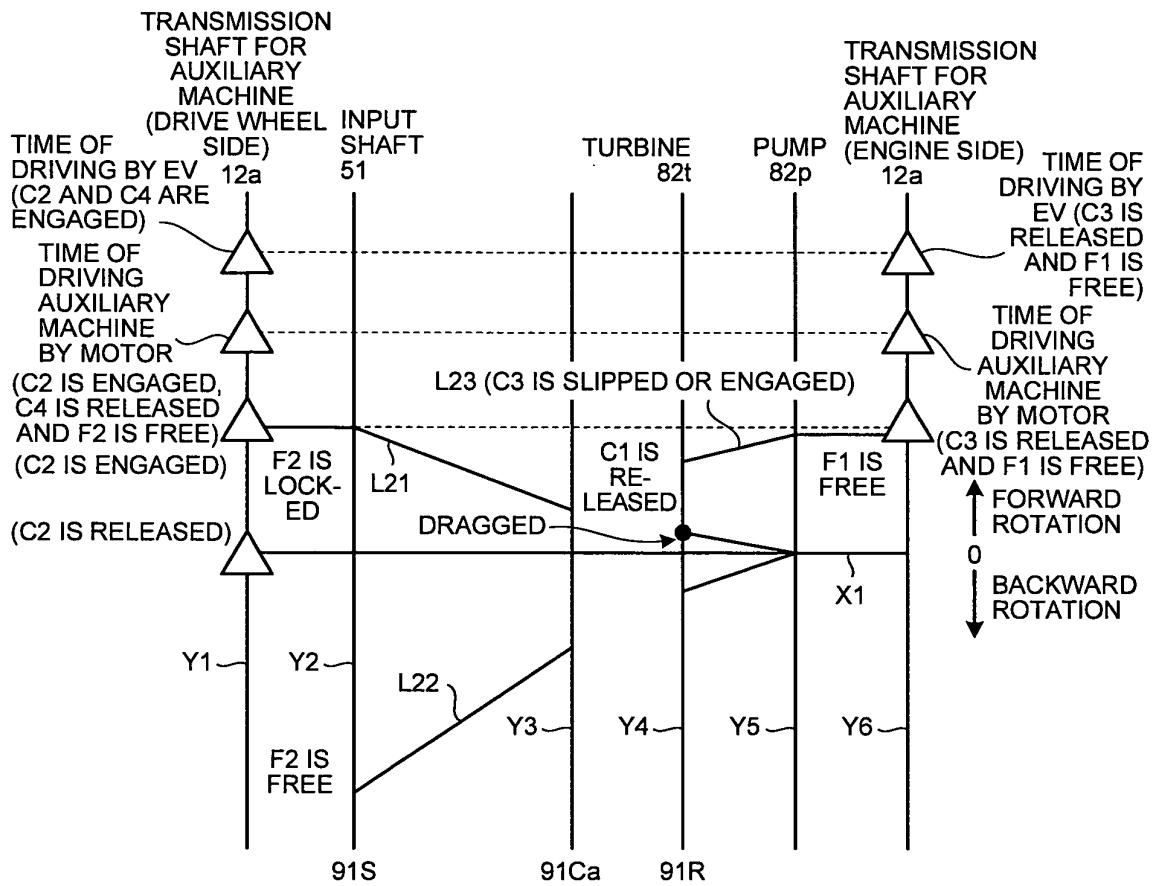 TRANSMISSION
SHAFT FOR
AUXILIARY
MACHINE
(DRIVE WHEEL
SIDE)
12a
INPUT
SHAFT
51
TURBINE
82t
PUMP
82p
TRANSMISSION
SHAFT FOR
AUXILIARY
MACHINE
(ENGINE SIDE)
12a
TIME OF
DRIVING BY EV
(C2 AND C4 ARE
ENGAGED)
TIME OF
DRIVING
AUXILIARY
MACHINE
BY MOTOR
(C2 IS ENGAGED,
C4 IS RELEASED
AND F2 IS FREE)
(C2 IS ENGAGED)
(C2 IS RELEASED)
TIME OF
DRIVING BY
EV (C3 IS
RELEASED
AND F1 IS
FREE)
TIME OF
DRIVING
AUXILIARY
MACHINE
BY MOTOR
(C3 IS RELEASED
AND F1 IS FREE)
L23 (C3 IS SLIPPED OR ENGAGED)
F2 IS
LOCK-
ED
L21
C1 IS
RE-
LEASED
F1 IS
FREE
DRAGGED
FORWARD
ROTATION
0
BACKWARD
ROTATION
X1
Y1
Y2
L22
Y3
Y4
Y5
Y6
F2 IS
FREE
91S
91Ca
91R